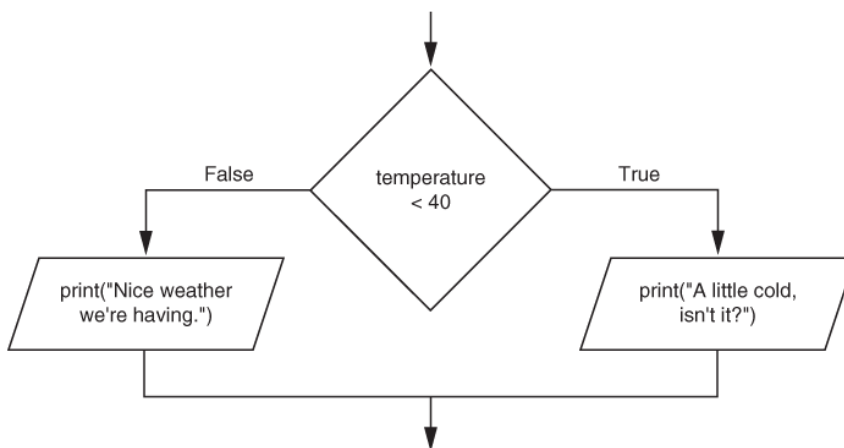 False
temperature
< 40
True
print("Nice weather
we're having.")
print("A little cold,
isn't it?")